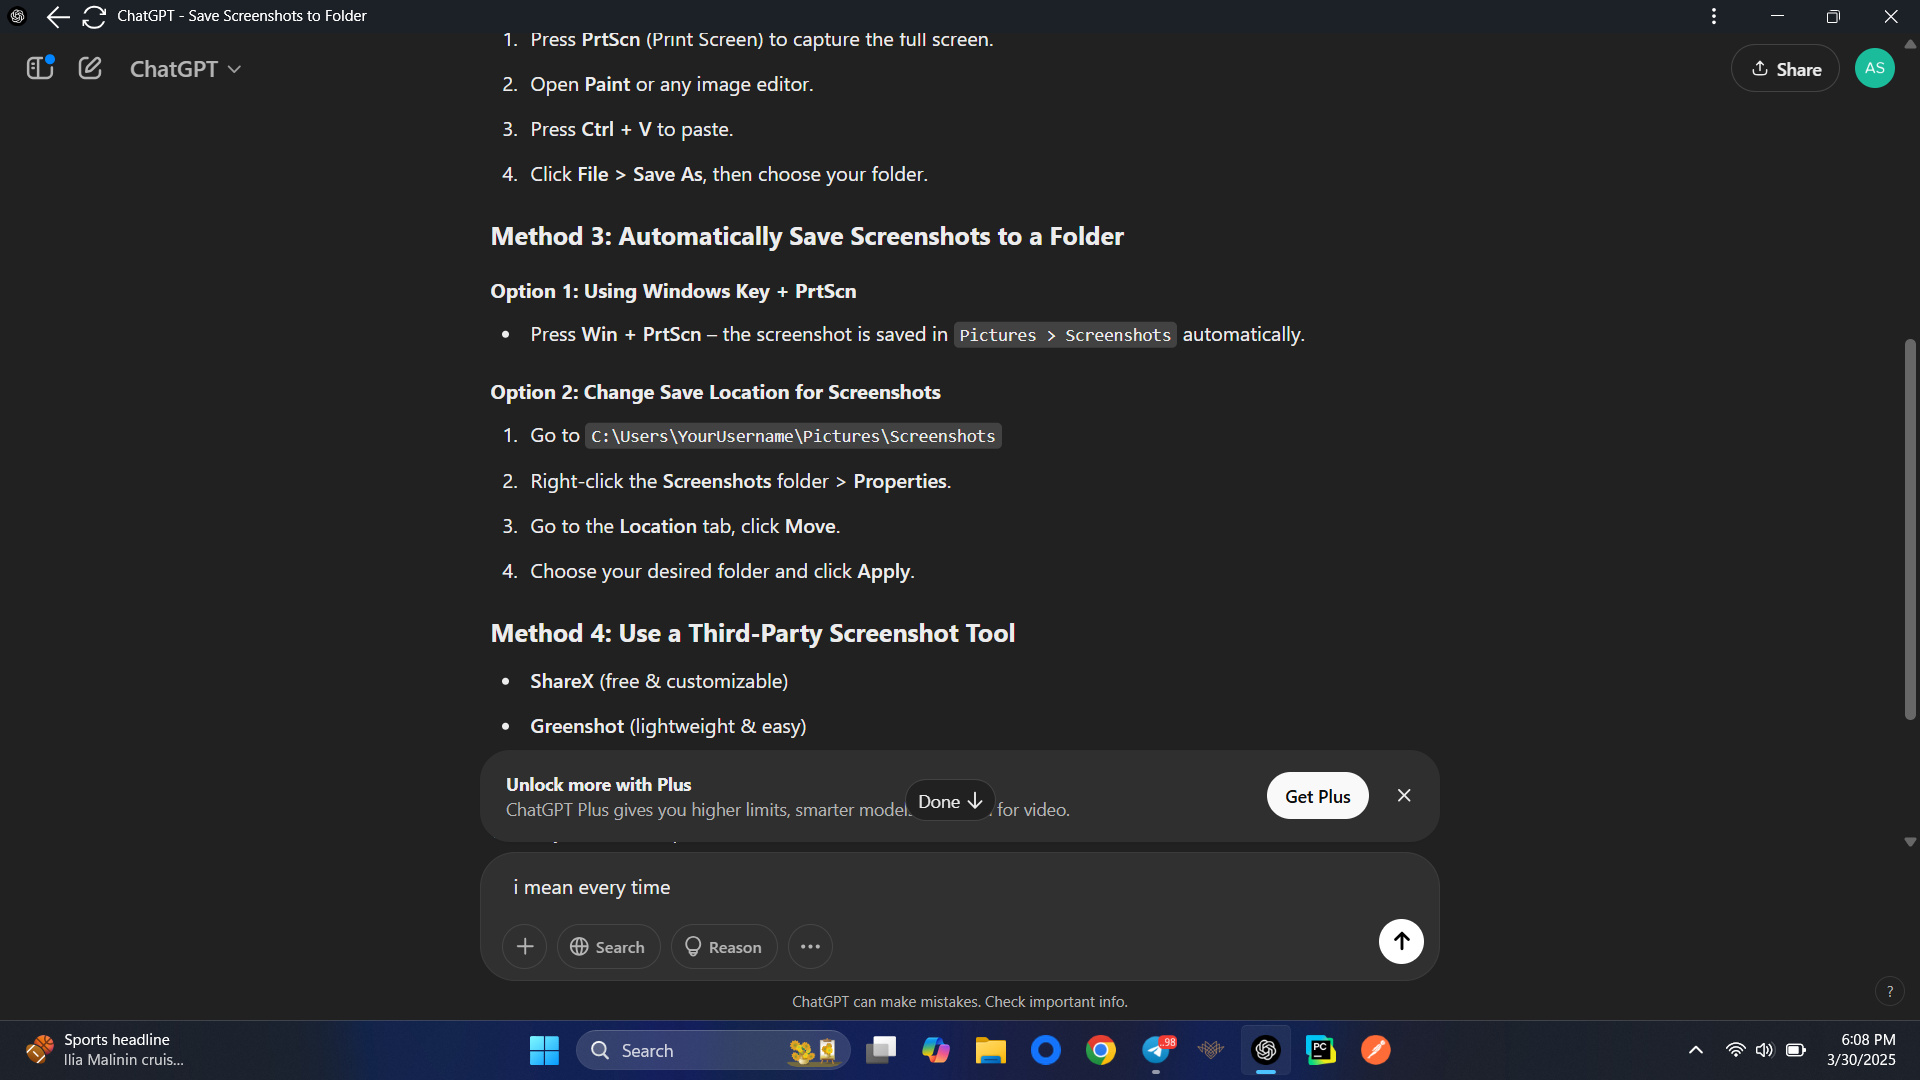 ChatGPT - Save Screenshots to Folder
ChatGPT
Share
AS
1. Press PrtScn (Print Screen) to capture the full screen.
2. Open Paint or any image editor.
3. Press Ctrl + V to paste.
4. Click File > Save As, then choose your folder.
Method 3: Automatically Save Screenshots to a Folder
Option 1: Using Windows Key + PrtScn
• Press Win + PrtScn – the screenshot is saved in Pictures > Screenshots automatically.
Option 2: Change Save Location for Screenshots
1. Go to C:\Users\YourUsername\Pictures\Screenshots
2. Right-click the Screenshots folder > Properties.
3. Go to the Location tab, click Move.
4. Choose your desired folder and click Apply.
Method 4: Use a Third-Party Screenshot Tool
• ShareX (free & customizable)
• Greenshot (lightweight & easy)
Unlock more with Plus
ChatGPT Plus gives you higher limits, smarter for video.
Done
Get Plus
i mean every time
Search
Reason
ChatGPT can make mistakes. Check important info.
?
Sports headline
Ilia Malinin cruis...
Search
.98
PC
6:08 PM
3/30/2025